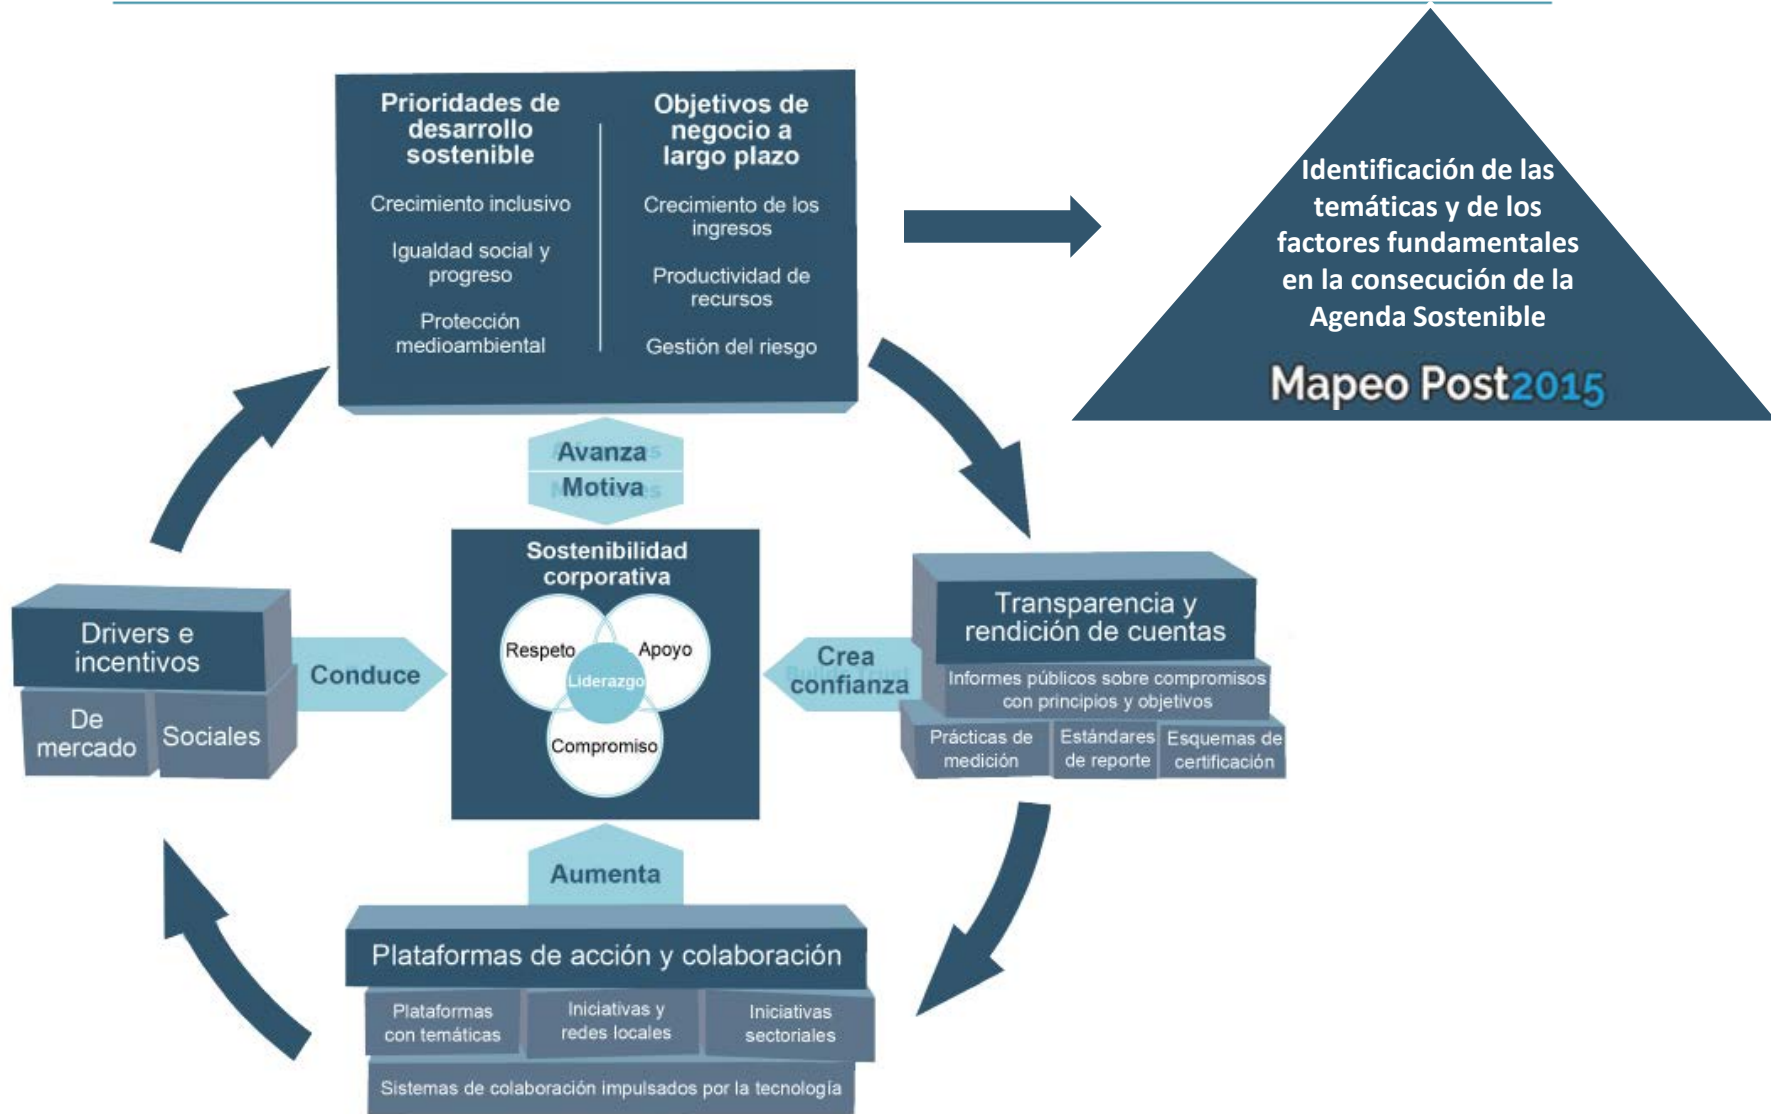 Prioridades de
desarrollo
sostenible
Crecimiento inclusivo
Igualdad social y
progreso
Protección
medioambiental
Objetivos de
negocio a
largo plazo
Crecimiento de los
ingresos
Productividad de
recursos
Gestión del riesgo
Identificación de las
temáticas y de los
factores fundamentales
en la consecución de la
Agenda Sostenible
Mapeo Post2015
Avanza
Motiva
Sostenibilidad
corporativa
Respeto
Apoyo
Liderazgo
Compromiso
Drivers e
incentivos
De
mercado
Sociales
Conduce
Crea
confianza
Transparencia y
rendición de cuentas
Informes públicos sobre compromisos
con principios y objetivos
Prácticas de
medición
Estándares
de reporte
Esquemas de
certificación
Aumenta
Plataformas de acción y colaboración
Plataformas
con temáticas
Iniciativas y
redes locales
Iniciativas
sectoriales
Sistemas de colaboración impulsados por la tecnología